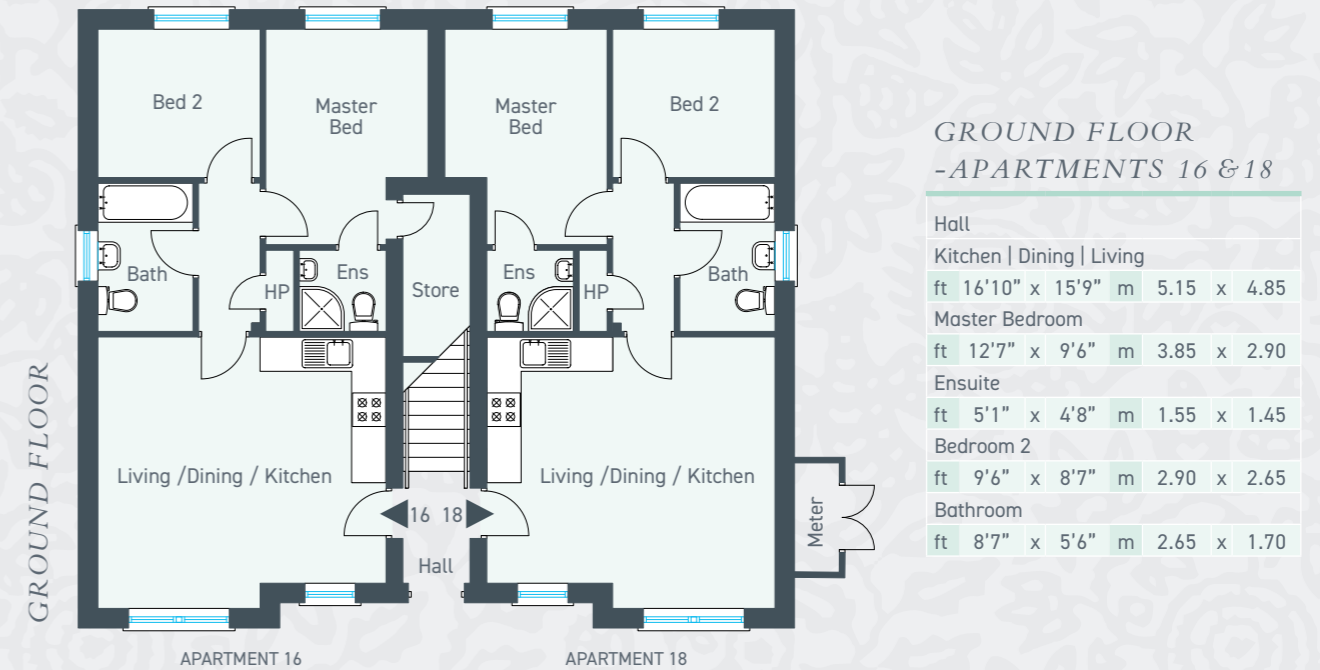 Bed 2
Master
Bed
Master
Bed
Bed 2
Bath
HP
Ens
Store
Ens
HP
Bath
Living /Dining / Kitchen
Living /Dining / Kitchen
16 18
Hall
Meter
APARTMENT 16
APARTMENT 18
GROUND FLOOR
GROUND FLOOR
-APARTMENTS 16 & 18
Hall
Kitchen | Dining | Living
ft 16'10" x 15'9" m 5.15 x 4.85
Master Bedroom
ft 12'7" x 9'6" m 3.85 x 2.90
Ensuite
ft 5'1" x 4'8" m 1.55 x 1.45
Bedroom 2
ft 9'6" x 8'7" m 2.90 x 2.65
Bathroom
ft 8'7" x 5'6" m 2.65 x 1.70